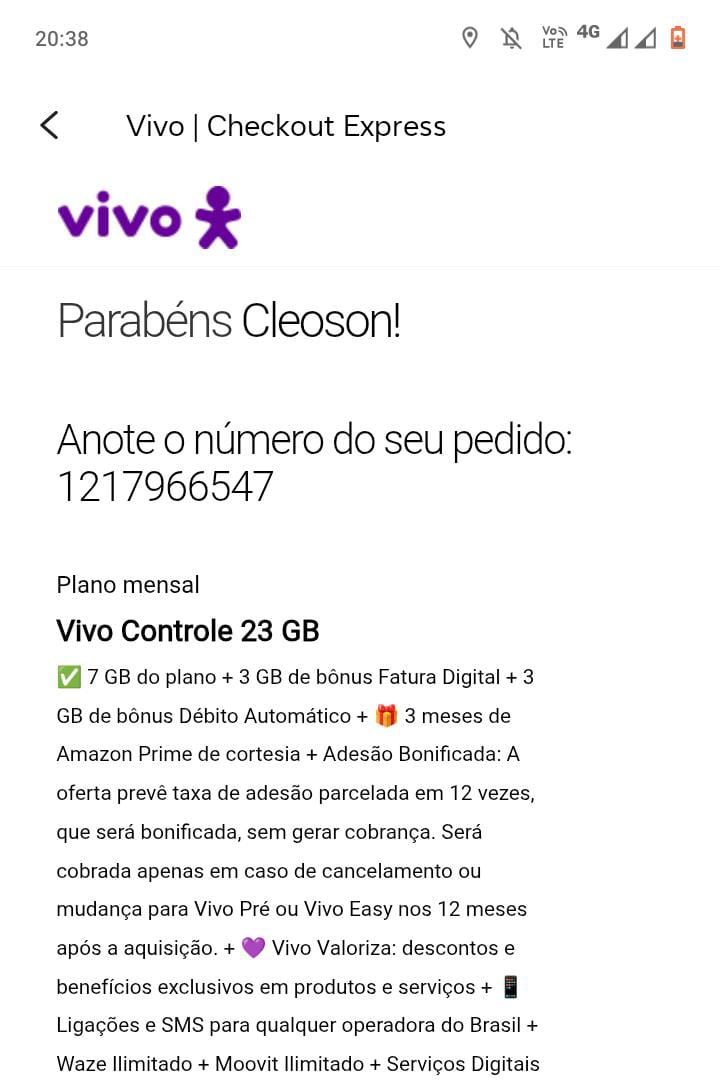 20:38
Vo LTE 4G
Vivo | Checkout Express
vivo
Parabéns Cleoson!
Anote o número do seu pedido:
1217966547
Plano mensal
Vivo Controle 23 GB
✅ 7 GB do plano + 3 GB de bônus Fatura Digital + 3
GB de bônus Débito Automático + 🎁 3 meses de
Amazon Prime de cortesia + Adesão Bonificada: A
oferta prevê taxa de adesão parcelada em 12 vezes,
que será bonificada, sem gerar cobrança. Será
cobrada apenas em caso de cancelamento ou
mudança para Vivo Pré ou Vivo Easy nos 12 meses
após a aquisição. + 💜 Vivo Valoriza: descontos e
benefícios exclusivos em produtos e serviços + 📱
Ligações e SMS para qualquer operadora do Brasil +
Waze Ilimitado + Moovit Ilimitado + Serviços Digitais